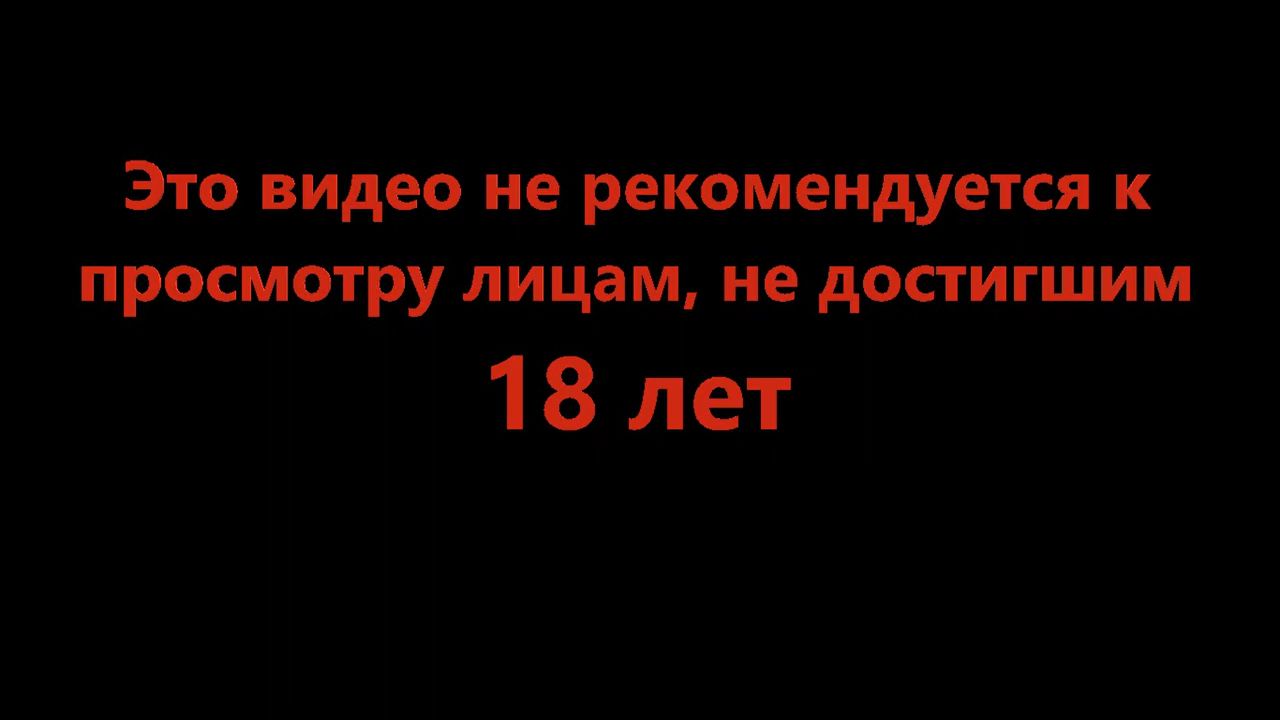 Это видео не рекомендуется к
просмотру лицам, не достигшим
18 лет